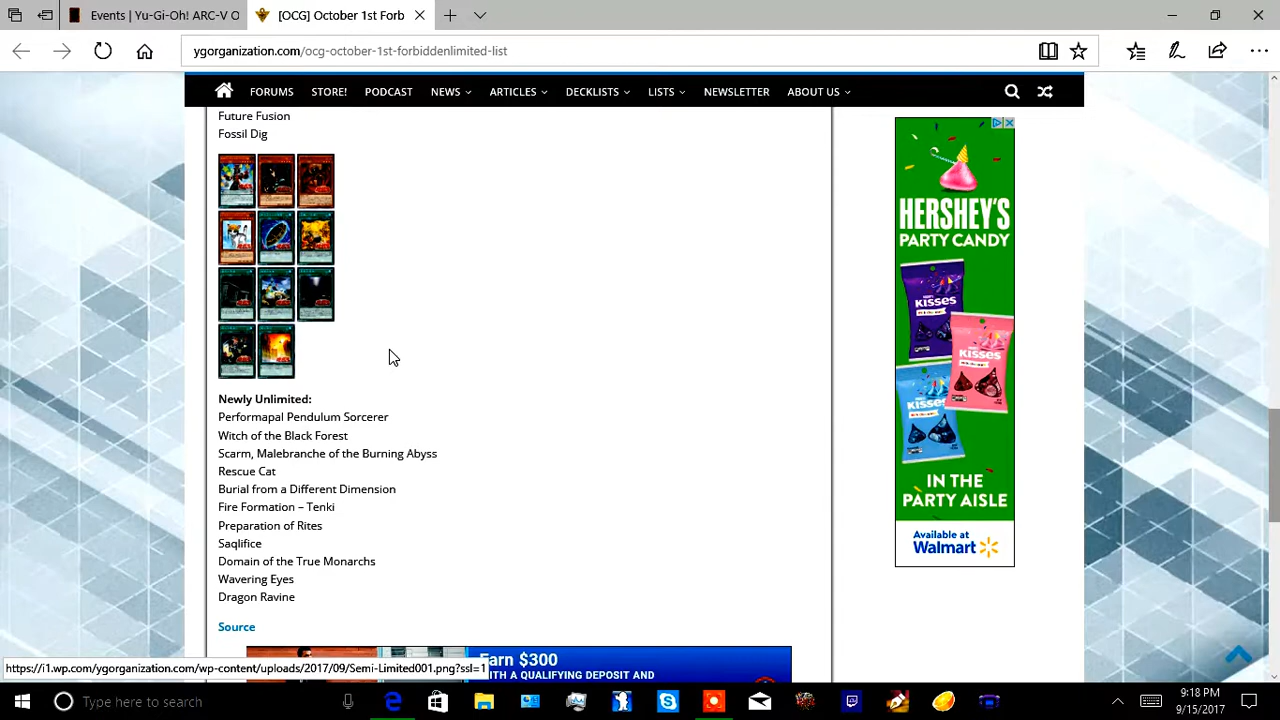 Events | Yu-Gi-Oh! ARC-V O
[OCG] October 1st Forb
ygorganization.com/ocg-october-1st-forbiddenlimited-list
FORUMS STORE! PODCAST NEWS ARTICLES DECKLISTS LISTS NEWSLETTER ABOUT US
Future Fusion
Fossil Dig
Newly Unlimited:
Performapal Pendulum Sorcerer
Witch of the Black Forest
Scarm, Malebranche of the Burning Abyss
Rescue Cat
Burial from a Different Dimension
Fire Formation – Tenki
Preparation of Rites
Saqlifice
Domain of the True Monarchs
Wavering Eyes
Dragon Ravine
Source
HERSHEY'S
PARTY CANDY
KISSES
KISSES
KISSES
IN THE
PARTY AISLE
Available at
Walmart
Earn $300
WITH A QUALIFYING DEPOSIT AND
https://i1.wp.com/ygorganization.com/wp-content/uploads/2017/09/Semi-Limited001.png?ssl=1
Type here to search
9:18 PM
9/15/2017